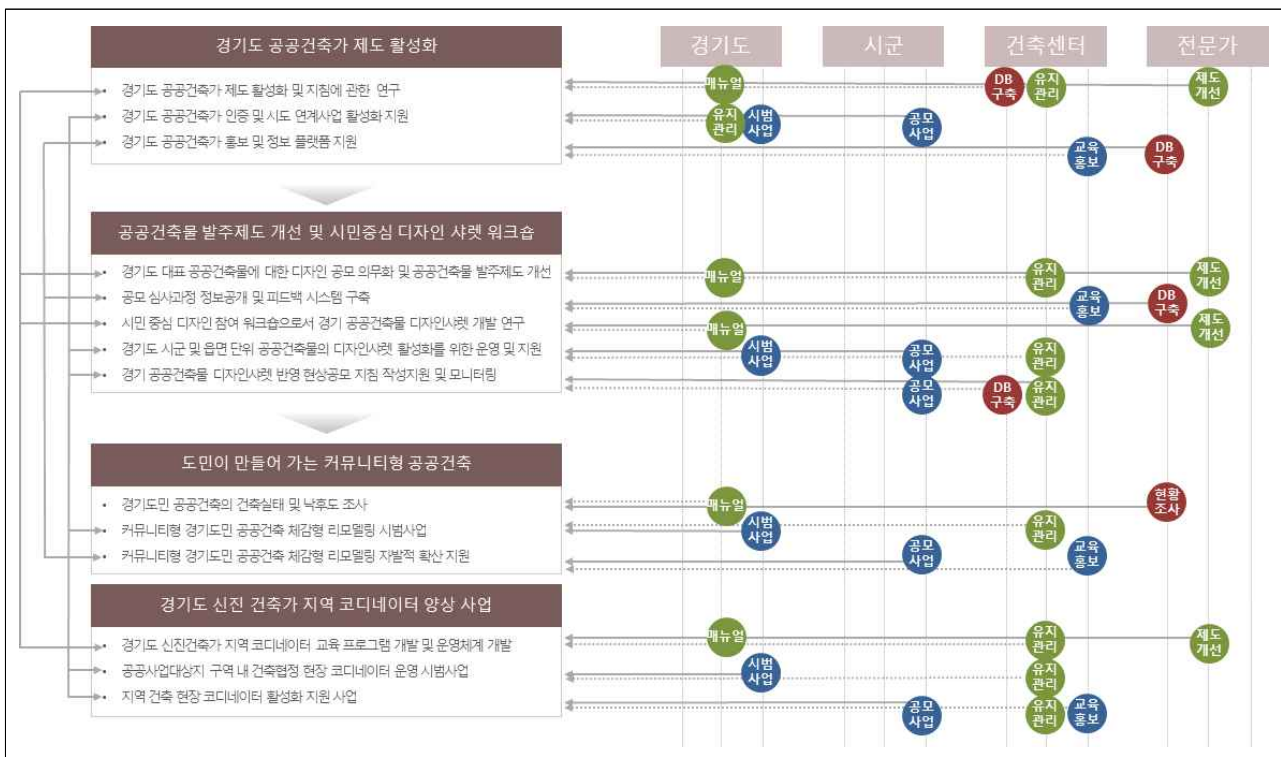 경기도 공공건축가 제도 활성화
경기도
시군
건축센터
전문가
• 경기도 공공건축가 제도 활성화 및 지침에 관한 연구
매뉴얼
DB
구축
유지
관리
제도
개선
• 경기도 공공건축가 인증 및 시도 연계사업 활성화 지원
유지
관리
시범
사업
공모
사업
• 경기도 공공건축가 홍보 및 정보 플랫폼 지원
교육
홍보
DB
구축
공공건축물 발주제도 개선 및 시민중심 디자인 샤렛 워크숍
• 경기도 대표 공공건축물에 대한 디자인 공모 의무화 및 공공건축물 발주제도 개선
매뉴얼
유지
관리
제도
개선
• 공모 심사과정 정보공개 및 피드백 시스템 구축
교육
홍보
DB
구축
• 시민 중심 디자인 참여 워크숍으로서 경기 공공건축물 디자인샤렛 개발 연구
매뉴얼
제도
개선
• 경기도 시군 및 읍면 단위 공공건축물의 디자인샤렛 활성화를 위한 운영 및 지원
시범
사업
공모
사업
유지
관리
• 경기 공공건축물 디자인샤렛 반영 현상공모 지침 작성지원 및 모니터링
공모
사업
DB
구축
유지
관리
도민이 만들어 가는 커뮤니티형 공공건축
• 경기도민 공공건축의 건축실태 및 낙후도 조사
매뉴얼
현황
조사
• 커뮤니티형 경기도민 공공건축 체감형 리모델링 시범사업
시범
사업
유지
관리
• 커뮤니티형 경기도민 공공건축 체감형 리모델링 자발적 확산 지원
공모
사업
교육
홍보
경기도 신진 건축가 지역 코디네이터 양상 사업
• 경기도 신진건축가 지역 코디네이터 교육 프로그램 개발 및 운영체계 개발
매뉴얼
유지
관리
제도
개선
• 공공사업대상지 구역 내 건축협정 현장 코디네이터 운영 시범사업
시범
사업
유지
관리
• 지역 건축 현장 코디네이터 활성화 지원 사업
공모
사업
유지
관리
교육
홍보